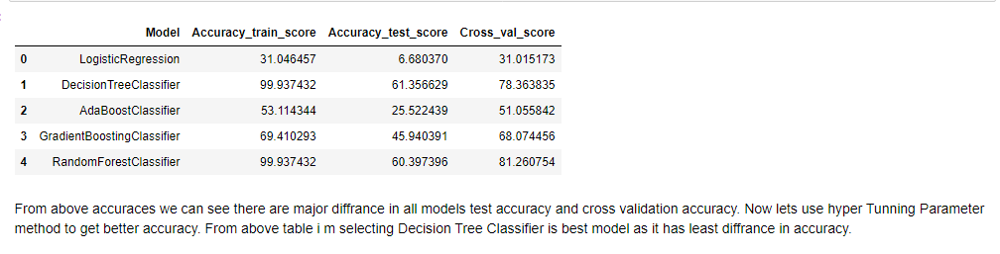 Model Accuracy_train_score Accuracy_test_score Cross_val_score
0 LogisticRegression 31.046457 6.680370 31.015173
1 DecisionTreeClassifier 99.937432 61.356629 78.363835
2 AdaBoostClassifier 53.114344 25.522439 51.055842
3 GradientBoostingClassifier 69.410293 45.940391 68.074456
4 RandomForestClassifier 99.937432 60.397396 81.260754
From above accuraces we can see there are major diffrance in all models test accuracy and cross validation accuracy. Now lets use hyper Tunning Parameter
method to get better accuracy. From above table i m selecting Decision Tree Classifier is best model as it has least diffrance in accuracy.